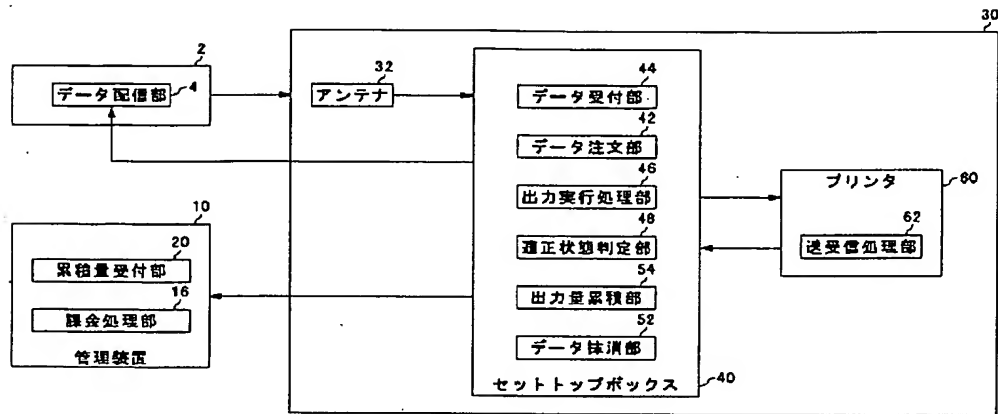 30
2
データ配信部
4
32
アンテナ
44
データ受付部
42
データ注文部
46
出力実行処理部
48
適正状態判定部
54
出力量累積部
52
データ抹消部
セットトップボックス
40
プリンタ
60
62
送受信処理部
10
20
累積量受付部
16
課金処理部
管理装置